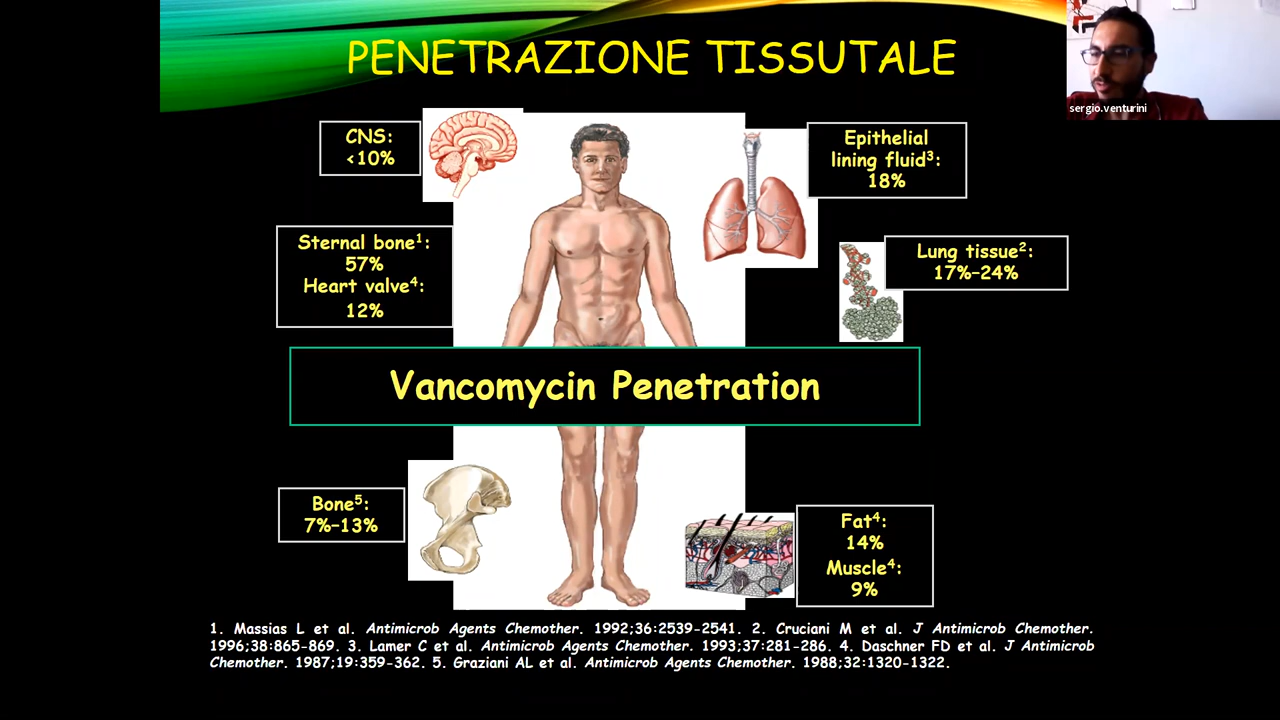 PENETRAZIONE TISSUTALE
sergio.venturini
CNS:
<10%
Epithelial
lining fluid³:
18%
Sternal bone¹:
57%
Heart valve⁴:
12%
Lung tissue²:
17%–24%
Vancomycin Penetration
Bone⁵:
7%–13%
Fat⁴:
14%
Muscle⁴:
9%
1. Massias L et al. Antimicrob Agents Chemother. 1992;36:2539-2541. 2. Cruciani M et al. J Antimicrob Chemother.
1996;38:865-869. 3. Lamer C et al. Antimicrob Agents Chemother. 1993;37:281-286. 4. Daschner FD et al. J Antimicrob
Chemother. 1987;19:359-362. 5. Graziani AL et al. Antimicrob Agents Chemother. 1988;32:1320-1322.